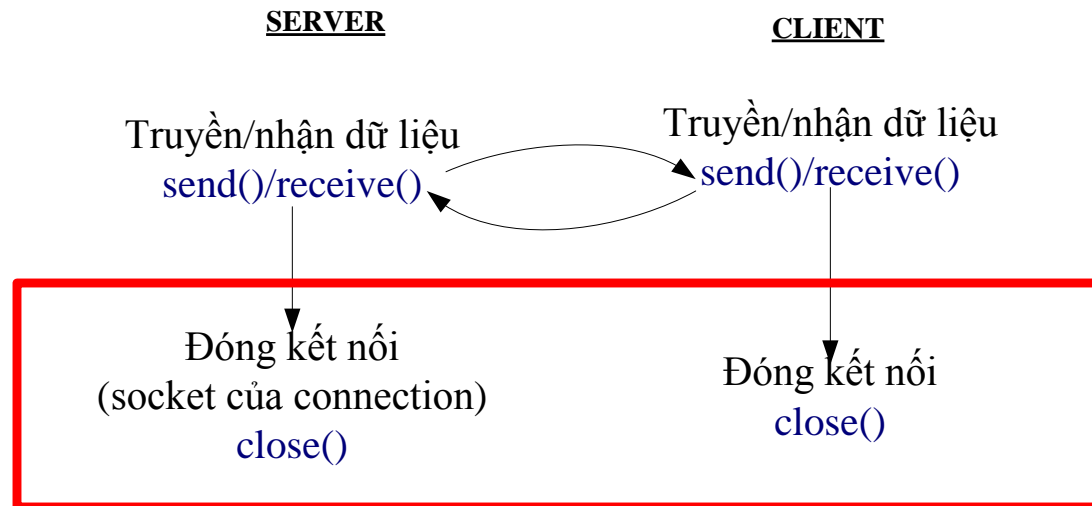 SERVER
CLIENT
Truyền/nhận dữ liệu
send()/receive()
Truyền/nhận dữ liệu
send()/receive()
Đóng kết nối
(socket của connection)
close()
Đóng kết nối
close()